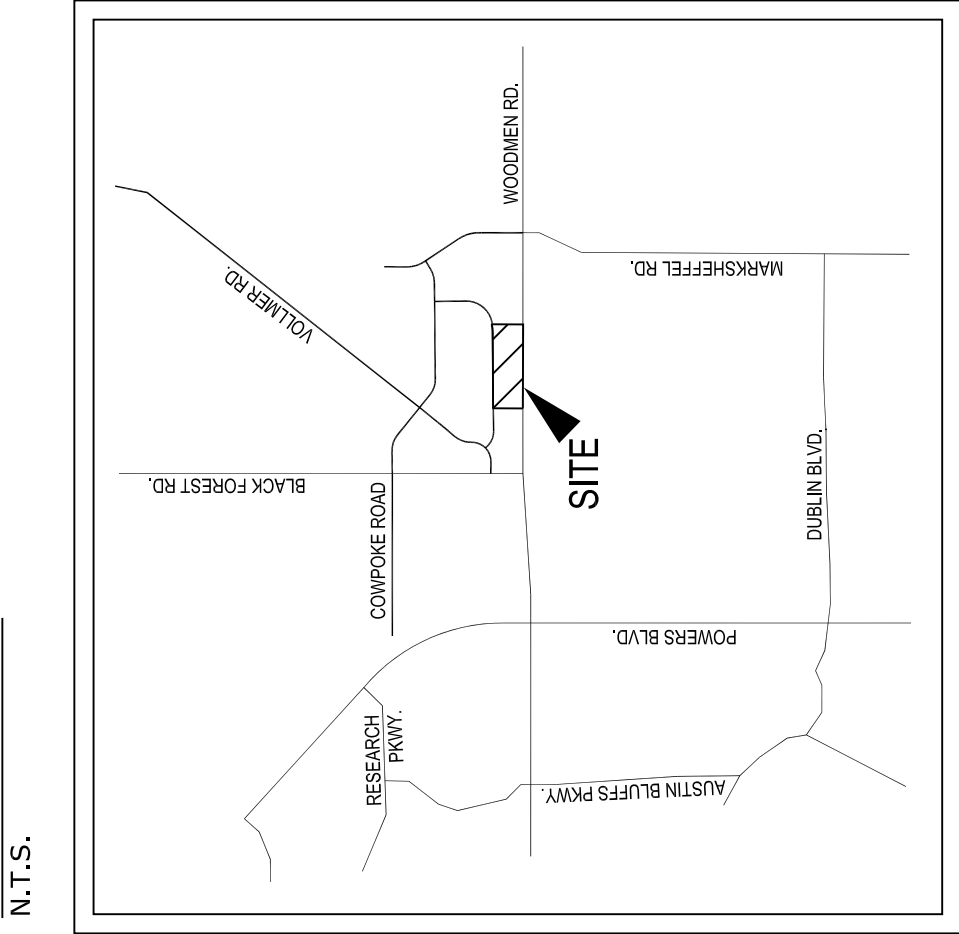 N.T.S.
WOODMEN RD.
VOLLMER RD.
MARKSHEFFEL RD.
BLACK FOREST RD.
COWPOKE ROAD
SITE
DUBLIN BLVD.
POWERS BLVD.
RESEARCH
PKWY.
AUSTIN BLUFFS PKWY.